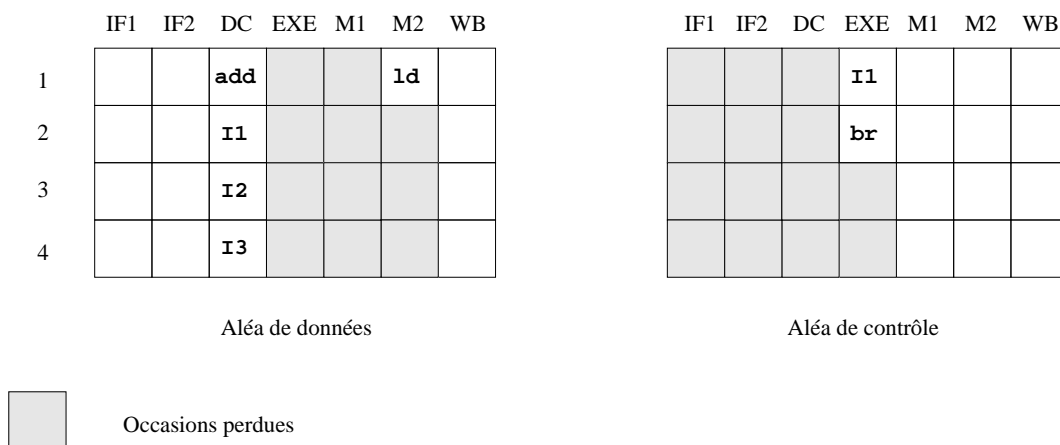 IF1 IF2 DC EXE M1 M2 WB
1 add ld
2 I1
3 I2
4 I3
Aléa de données
IF1 IF2 DC EXE M1 M2 WB
I1
br
Aléa de contrôle
Occasions perdues